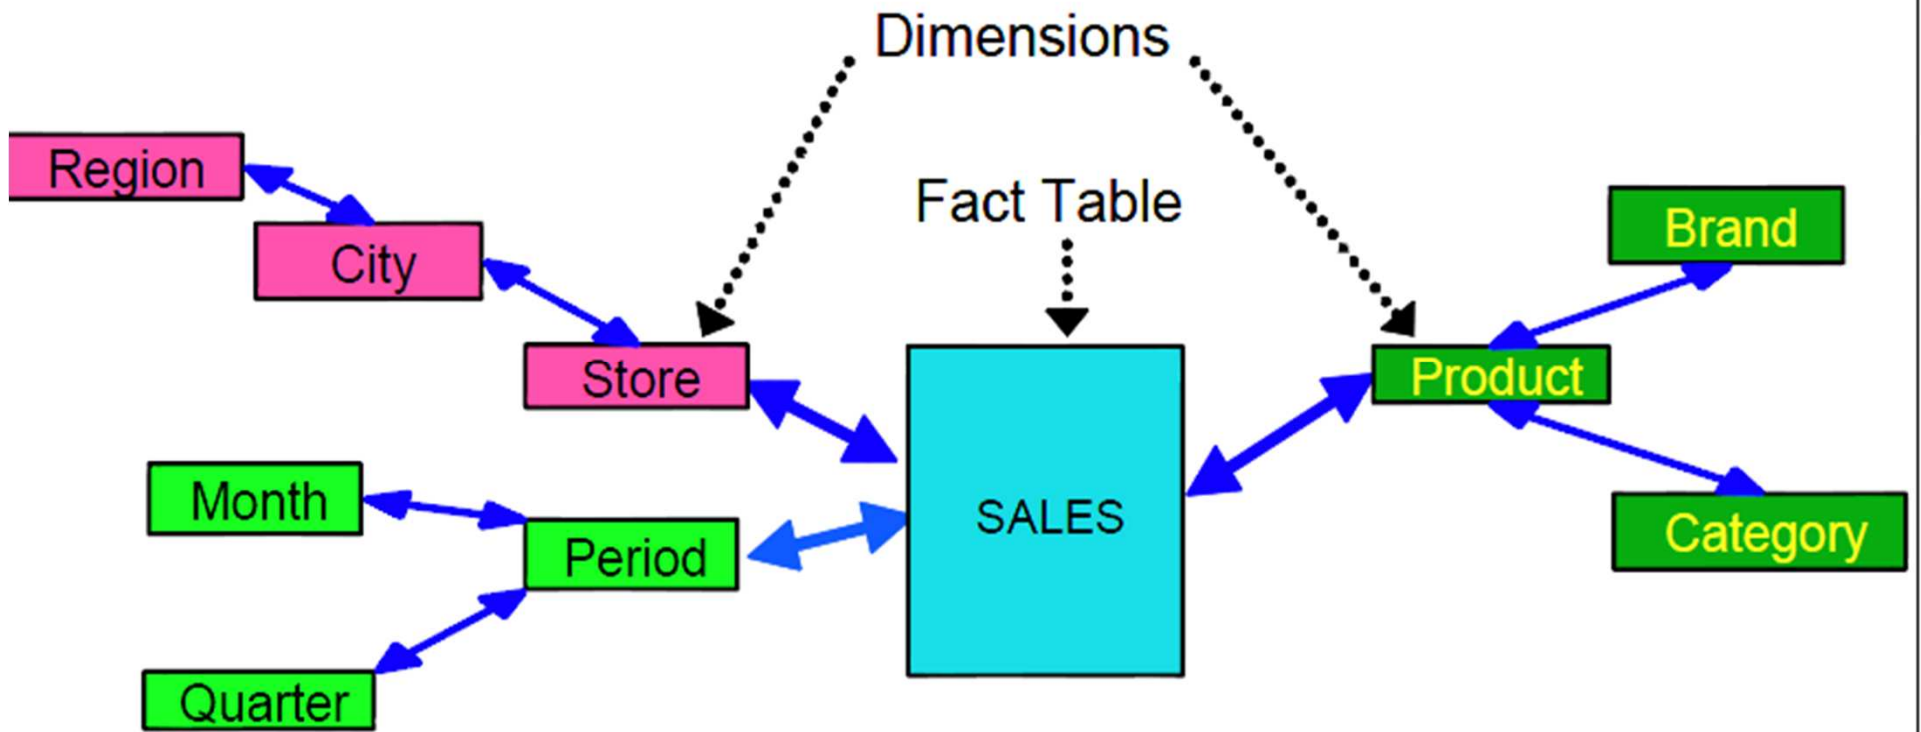 Dimensions
Fact Table
Region
City
Store
Month
Period
Quarter
SALES
Brand
Product
Category